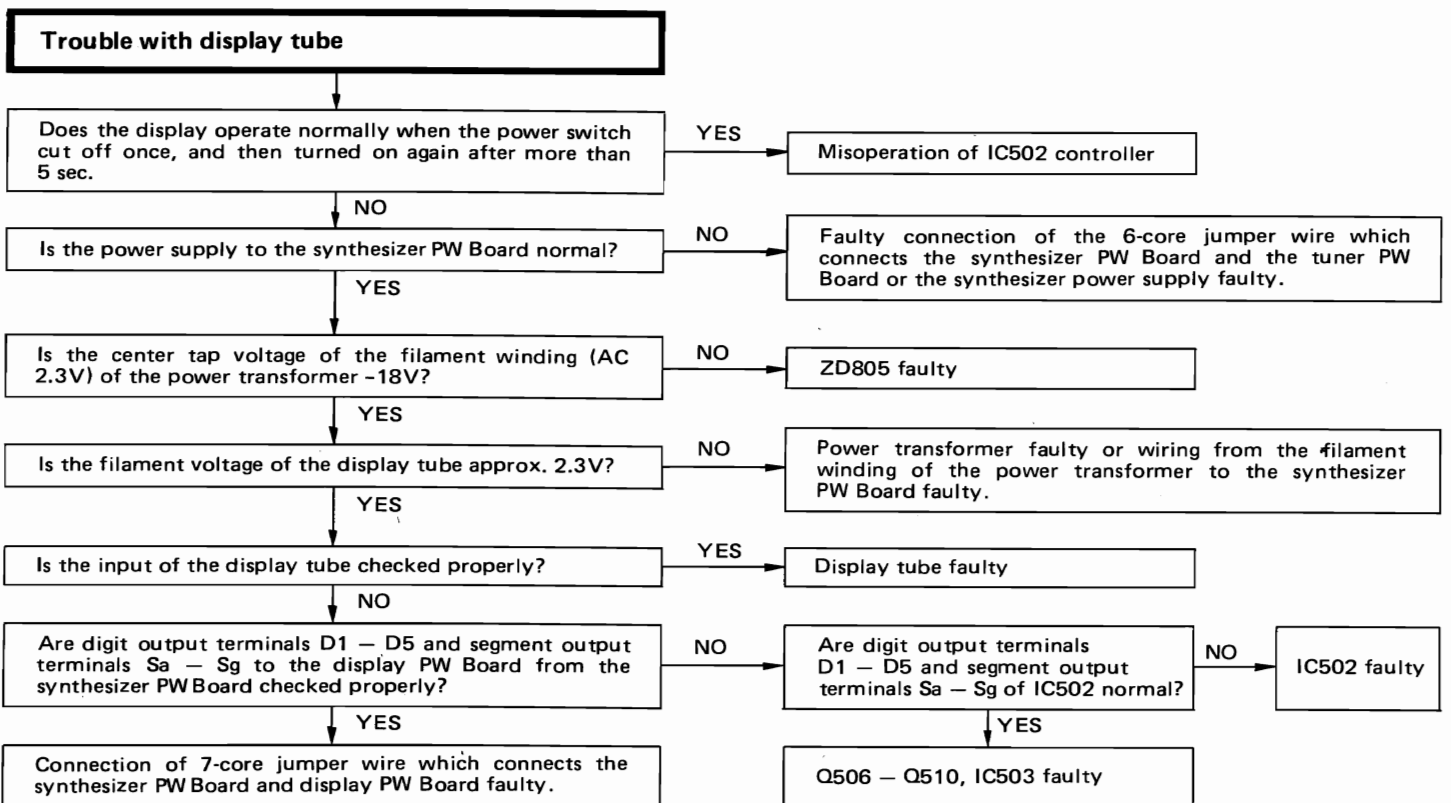 Trouble with display tube
Does the display operate normally when the power switch
cut off once, and then turned on again after more than
5 sec.
YES
Misoperation of IC502 controller
NO
Is the power supply to the synthesizer PW Board normal?
NO
Faulty connection of the 6-core jumper wire which
connects the synthesizer PW Board and the tuner PW
Board or the synthesizer power supply faulty.
YES
Is the center tap voltage of the filament winding (AC
2.3V) of the power transformer -18V?
NO
ZD805 faulty
YES
Is the filament voltage of the display tube approx. 2.3V?
NO
Power transformer faulty or wiring from the filament
winding of the power transformer to the synthesizer
PW Board faulty.
YES
Is the input of the display tube checked properly?
YES
Display tube faulty
NO
Are digit output terminals D1 – D5 and segment output
terminals Sa – Sg to the display PW Board from the
synthesizer PW Board checked properly?
NO
Are digit output terminals
D1 – D5 and segment output
terminals Sa – Sg of IC502 normal?
NO
IC502 faulty
YES
Connection of 7-core jumper wire which connects the
synthesizer PW Board and display PW Board faulty.
YES
Q506 – Q510, IC503 faulty